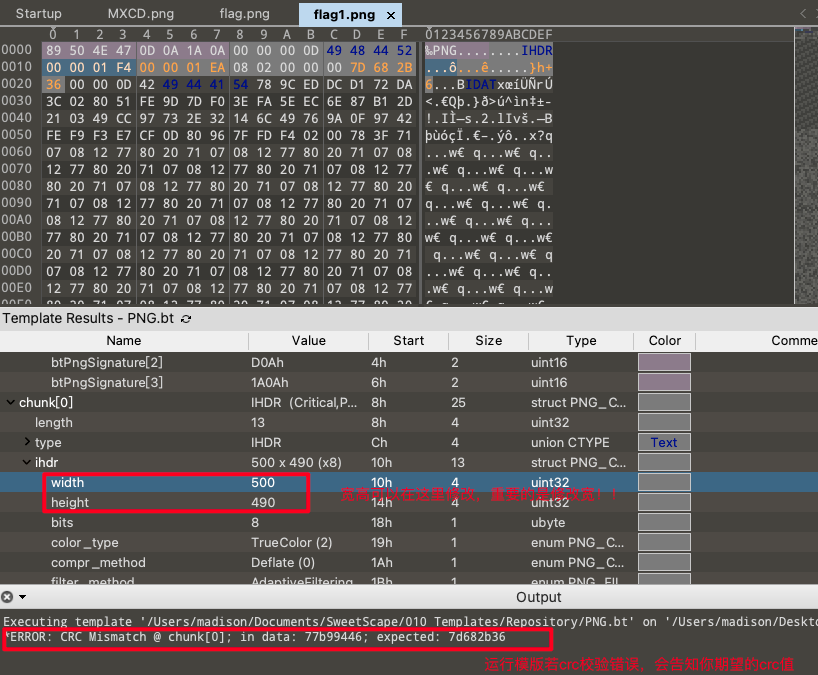 Startup MXCD.png flag.png flag1.png ×
0 1 2 3 4 5 6 7 8 9 A B C D E F 0123456789ABCDEF
0000 89 50 4E 47 0D 0A 1A 0A 00 00 00 0D 49 48 44 52 ‰PNG........IHDR
0010 00 00 01 F4 00 00 01 EA 08 02 00 00 00 7D 68 2B ...ô...ê.....}h+
0020 36 00 00 0D 42 49 44 41 54 78 9C ED DC D1 72 DA 6...BIDATxœíÜÑrÚ
0030 3C 02 80 51 FE 9D 7D F0 3E FA 5E EC 6E 87 B1 2D <.€Qþ.}ð>ú^ìn‡±-
0040 21 03 49 CC 97 73 2E 32 14 6C 49 76 9A 0F 97 42 !.IÌ—s.2.lIvš.—B
0050 FE F9 F3 E7 CF 0D 80 96 7F FD F4 02 00 78 3F 71 þùóçÏ.€–.ýô..x?q
0060 07 08 12 77 80 20 71 07 08 12 77 80 20 71 07 08 ...w€ q...w€ q..
0070 12 77 80 20 71 07 08 12 77 80 20 71 07 08 12 77 .w€ q...w€ q...w
0080 80 20 71 07 08 12 77 80 20 71 07 08 12 77 80 20 € q...w€ q...w€
0090 71 07 08 12 77 80 20 71 07 08 12 77 80 20 71 07 q...w€ q...w€ q.
00A0 08 12 77 80 20 71 07 08 12 77 80 20 71 07 08 12 ..w€ q...w€ q...
00B0 77 80 20 71 07 08 12 77 80 20 71 07 08 12 77 80 w€ q...w€ q...w€
00C0 20 71 07 08 12 77 80 20 71 07 08 12 77 80 20 71 q...w€ q...w€ q
00D0 07 08 12 77 80 20 71 07 08 12 77 80 20 71 07 08 ...w€ q...w€ q..
00E0 12 77 80 20 71 07 08 12 77 80 20 71 07 08 12 77 .w€ q...w€ q...w
Template Results - PNG.bt
Name Value Start Size Type Color Comme
btPngSignature[2] D0Ah 4h 2 uint16
btPngSignature[3] 1A0Ah 6h 2 uint16
chunk[0] IHDR (Critical,P... 8h 25 struct PNG_C...
length 13 8h 4 uint32
type IHDR Ch 4 union CTYPE Text
ihdr 500 x 490 (x8) 10h 13 struct PNG_C...
width 500 10h 4 uint32
height 490 14h 4 uint32
bits 8 18h 1 ubyte
color_type TrueColor (2) 19h 1 enum PNG_C...
compr_method Deflate (0) 1Ah 1 enum PNG_C...
filter_method AdaptiveFiltering 1Bh 1 enum PNG_FIL
Output
Executing template '/Users/madison/Documents/SweetScape/010 Templates/Repository/PNG.bt' on '/Users/madison/Deskto
*ERROR: CRC Mismatch @ chunk[0]; in data: 77b99446; expected: 7d682b36
运行模版若crc校验错误，会告知你期望的crc值